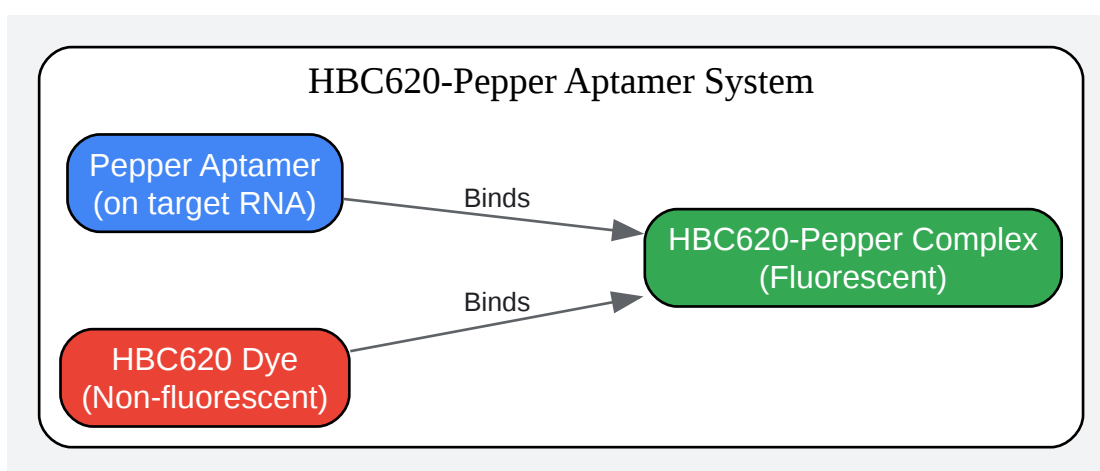 HBC620-Pepper Aptamer System
Pepper Aptamer
(on target RNA)
Binds
HBC620-Pepper Complex
(Fluorescent)
Binds
HBC620 Dye
(Non-fluorescent)